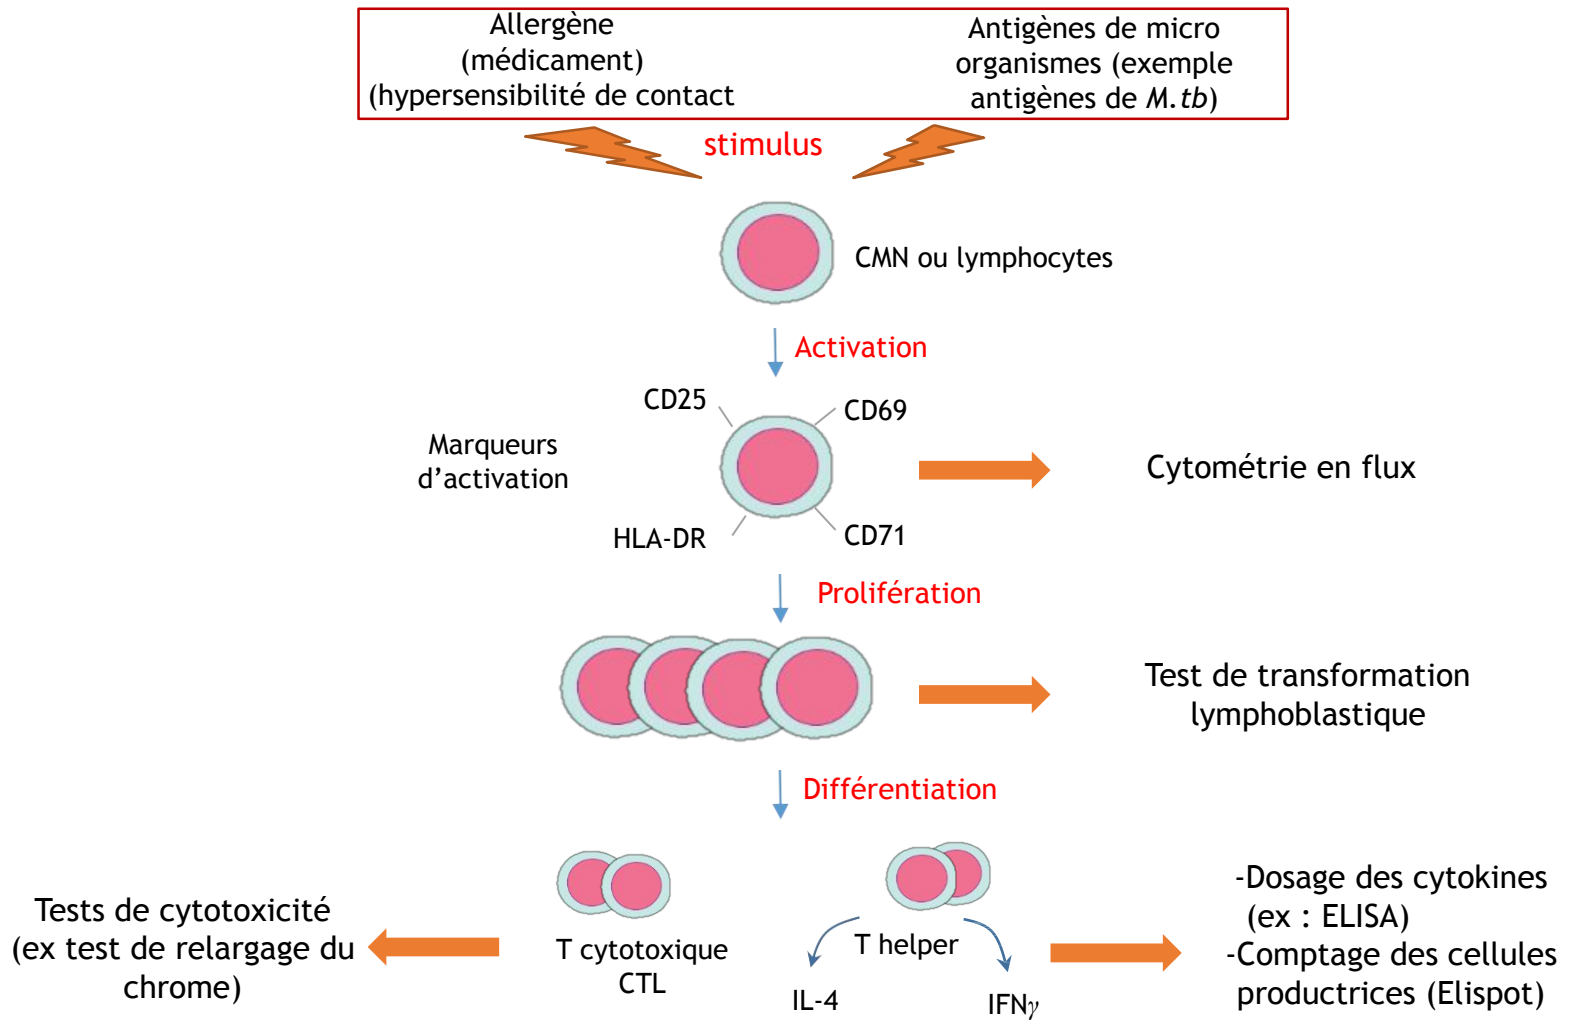 Allergène
(médicament)
(hypersensibilité de contact
Antigènes de micro
organismes (exemple
antigènes de M.tb)
stimulus
CMN ou lymphocytes
Activation
CD25
CD69
Marqueurs
d’activation
Cytométrie en flux
HLA-DR
CD71
Prolifération
Test de transformation
lymphoblastique
Différentiation
Tests de cytotoxicité
(ex test de relargage du
chrome)
T cytotoxique
CTL
T helper
IL-4
IFNγ
-Dosage des cytokines
(ex : ELISA)
-Comptage des cellules
productrices (Elispot)